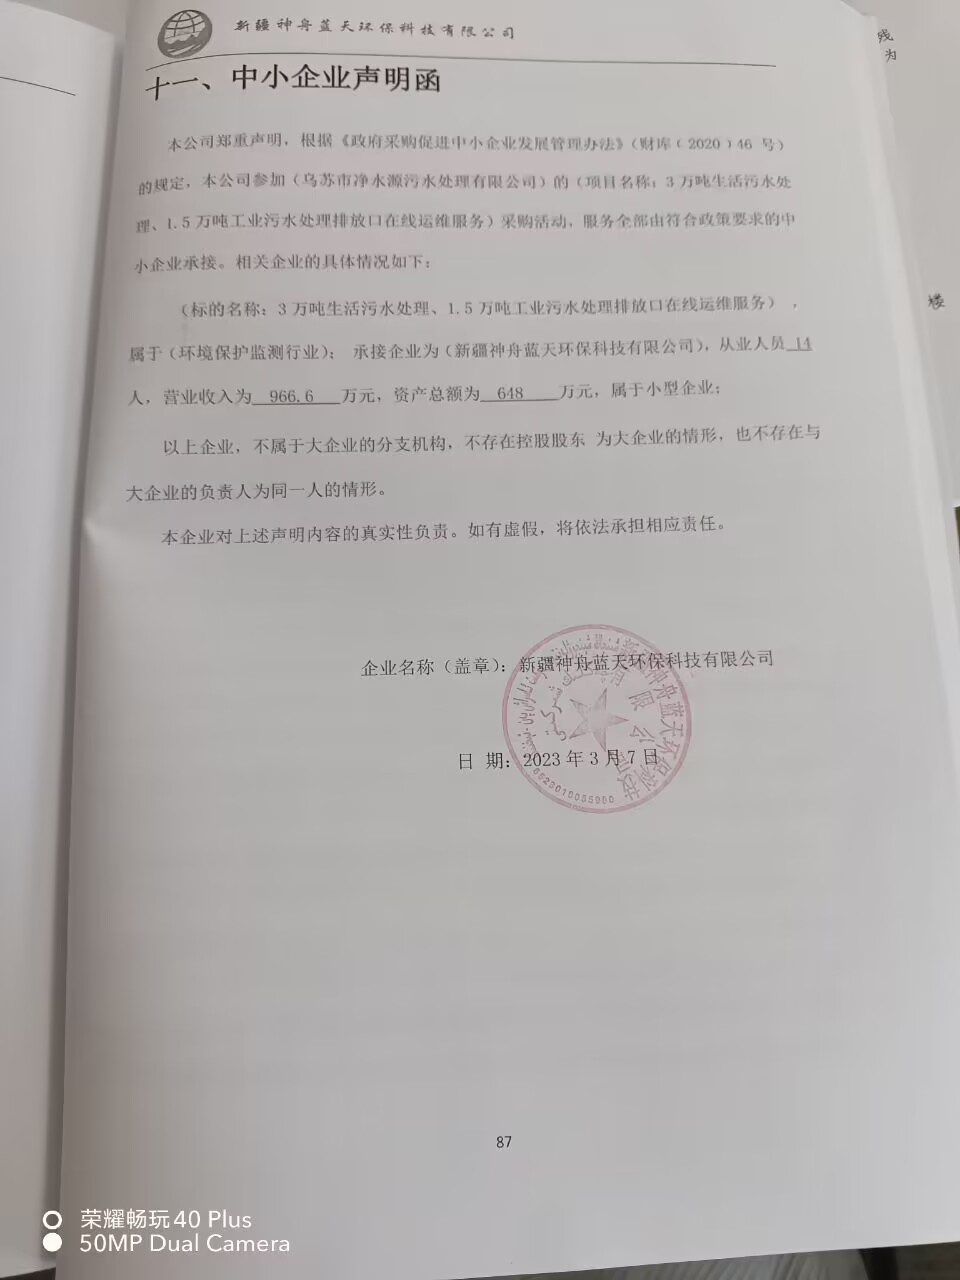 新疆神舟蓝天环保科技有限公司
残
为
十一、中小企业声明函
本公司郑重声明，根据《政府采购促进中小企业发展管理办法》（财库﹝2020﹞46 号）
的规定，本公司参加（乌苏市净水源污水处理有限公司）的（项目名称：3 万吨生活污水处
理、1.5 万吨工业污水处理排放口在线运维服务）采购活动，服务全部由符合政策要求的中
小企业承接。相关企业的具体情况如下：
（标的名称：3 万吨生活污水处理、1.5 万吨工业污水处理排放口在线运维服务），
楼
属于（环境保护监测行业）； 承接企业为（新疆神舟蓝天环保科技有限公司），从业人员 14
人，营业收入为 966.6 万元，资产总额为 648 万元，属于小型企业；
以上企业，不属于大企业的分支机构，不存在控股股东 为大企业的情形，也不存在与
大企业的负责人为同一人的情形。
本企业对上述声明内容的真实性负责。如有虚假，将依法承担相应责任。
企业名称（盖章）：新疆神舟蓝天环保科技有限公司
日 期：2023 年 3 月 7 日
新疆神舟蓝天环保科技
有限公司
87
荣耀畅玩40 Plus
50MP Dual Camera